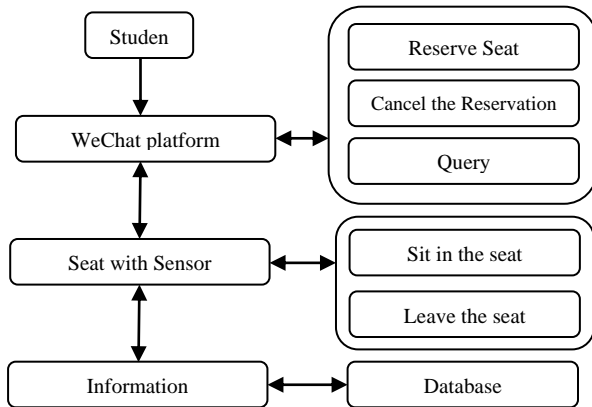 Studen
Reserve Seat
Cancel the Reservation
WeChat platform
Query
Seat with Sensor
Sit in the seat
Leave the seat
Information
Database